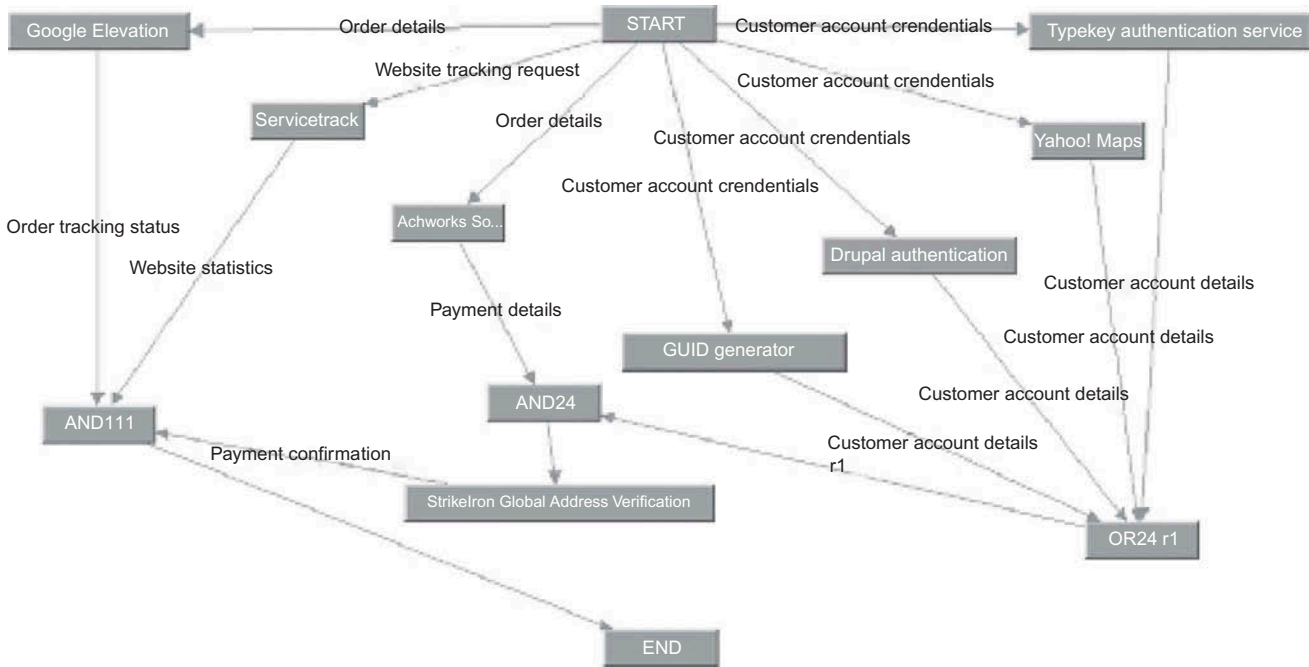 Google Elevation
Order details
START
Customer account crendentials
Typekey authentication service
Website tracking request
Customer account crendentials
Servicetrack
Order details
Customer account crendentials
Yahoo! Maps
Customer account crendentials
Order tracking status
Achworks So...
Drupal authentication
Website statistics
Customer account details
Payment details
Customer account details
GUID generator
Customer account details
AND111
AND24
Customer account details
r1
Payment confirmation
StrikeIron Global Address Verification
OR24 r1
END